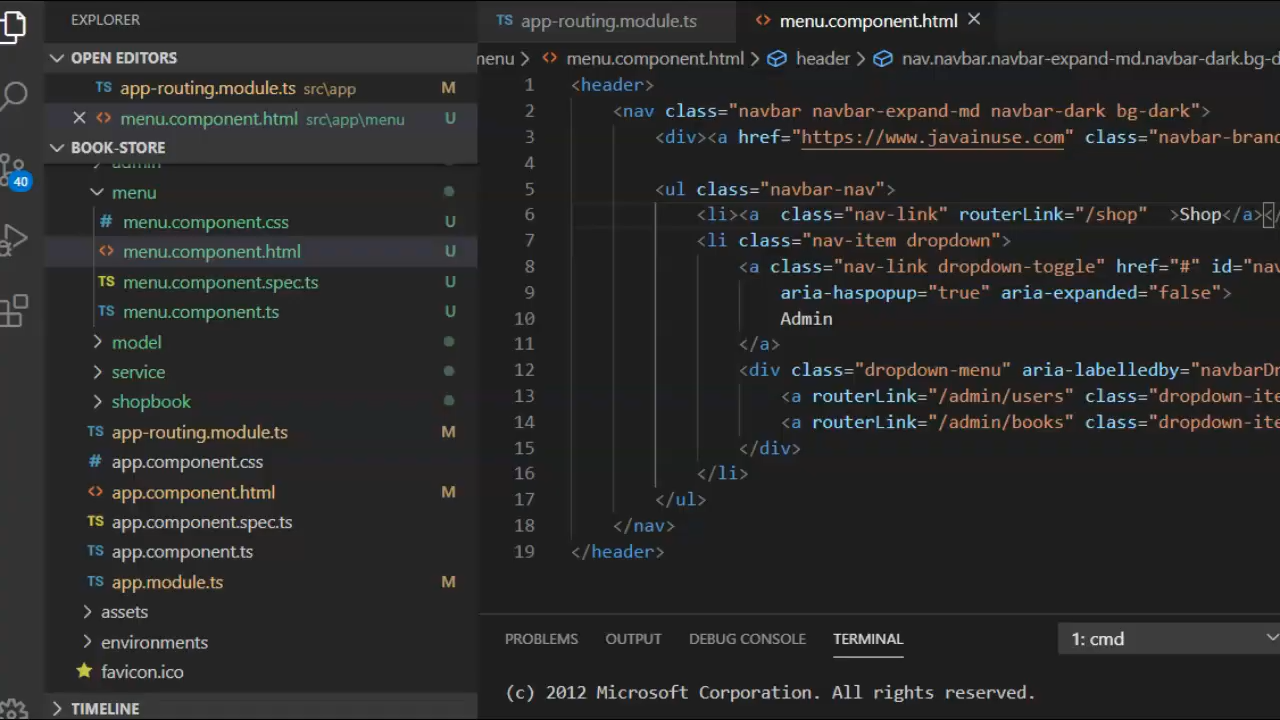 EXPLORER
OPEN EDITORS
TS app-routing.module.ts src\app M
× <> menu.component.html src\app\menu U
BOOK-STORE
admin
menu
# menu.component.css U
<> menu.component.html U
TS menu.component.spec.ts U
TS menu.component.ts U
model
service
shopbook
TS app-routing.module.ts M
# app.component.css
<> app.component.html M
TS app.component.spec.ts
TS app.component.ts
TS app.module.ts M
assets
environments
favicon.ico
TIMELINE
40
TS app-routing.module.ts
<> menu.component.html ×
menu > <> menu.component.html > header > nav.navbar.navbar-expand-md.navbar-dark.bg-d
1 <header>
2 <nav class="navbar navbar-expand-md navbar-dark bg-dark">
3 <div><a href="https://www.javainuse.com" class="navbar-bran
4
5 <ul class="navbar-nav">
6 <li><a  class="nav-link" routerLink="/shop"  >Shop</a><
7 <li class="nav-item dropdown">
8 <a class="nav-link dropdown-toggle" href="#" id="nav
9 aria-haspopup="true" aria-expanded="false">
10 Admin
11 </a>
12 <div class="dropdown-menu" aria-labelledby="navbarDr
13 <a routerLink="/admin/users" class="dropdown-ite
14 <a routerLink="/admin/books" class="dropdown-ite
15 </div>
16 </li>
17 </ul>
18 </nav>
19 </header>
PROBLEMS OUTPUT DEBUG CONSOLE TERMINAL 1: cmd
(c) 2012 Microsoft Corporation. All rights reserved.